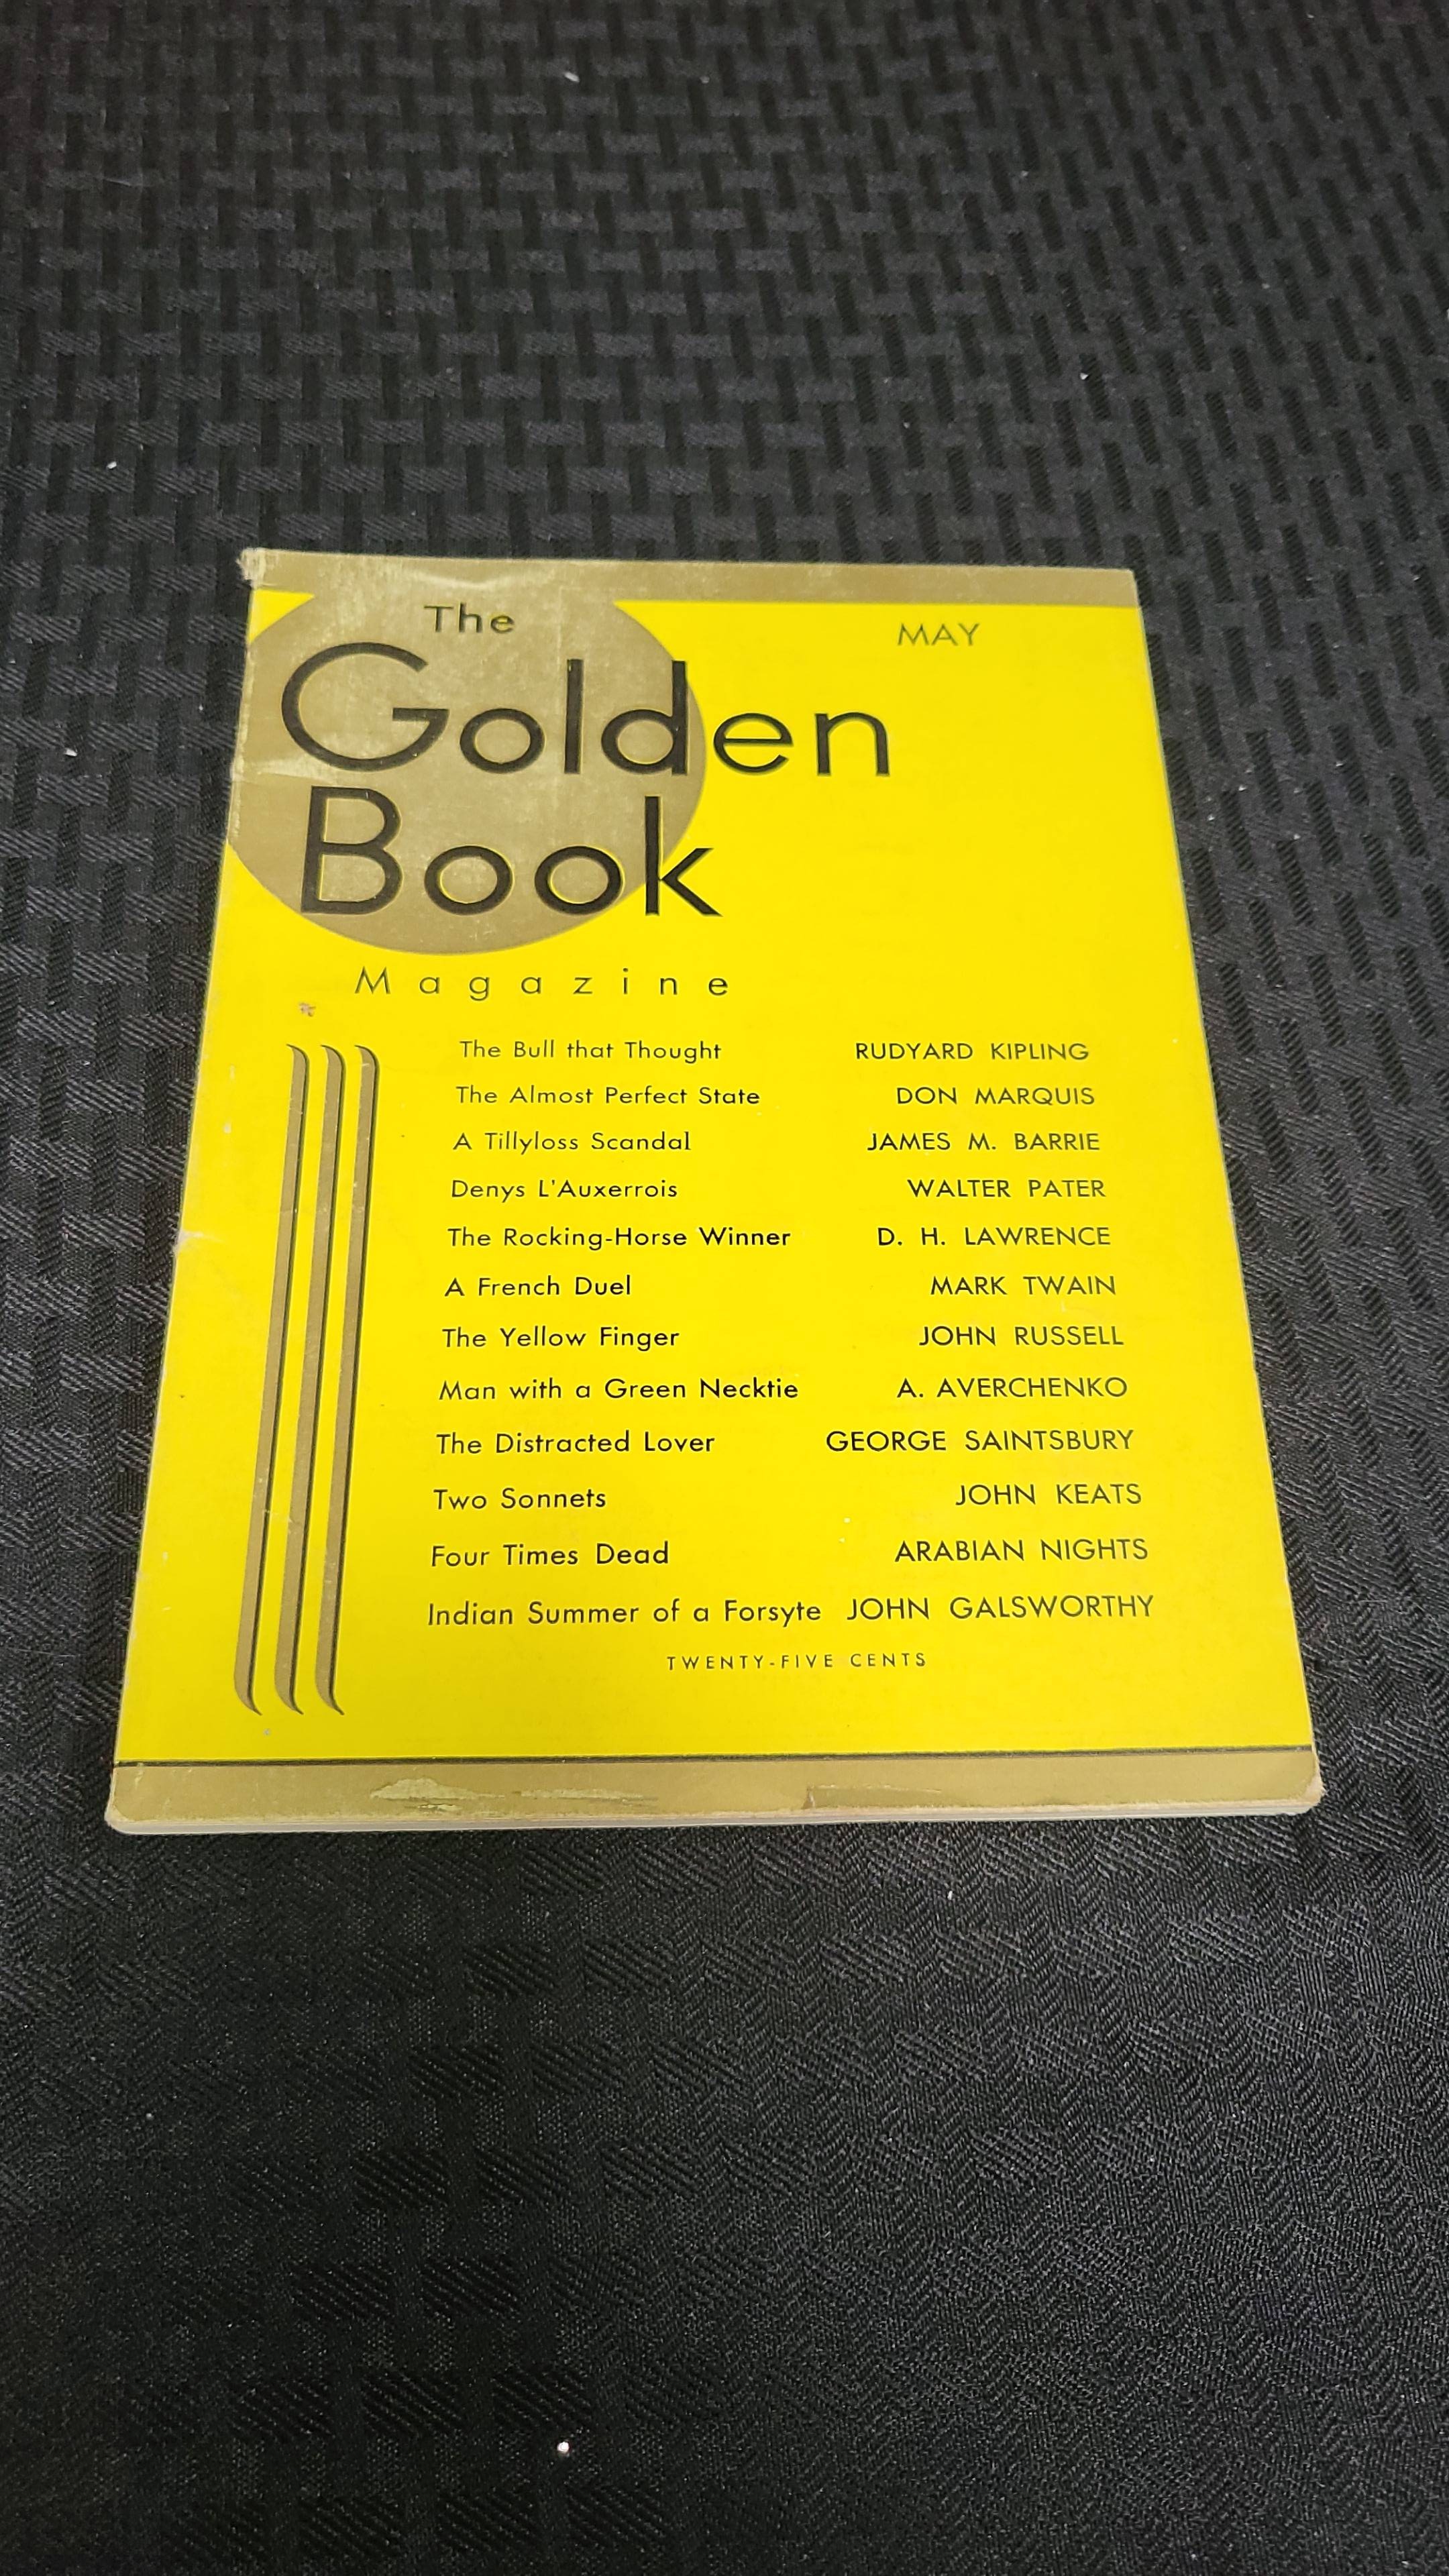 The
MAY
Golden
Book
Magazine
The Bull that Thought RUDYARD KIPLING
The Almost Perfect State DON MARQUIS
A Tillyloss Scandal JAMES M. BARRIE
Denys L'Auxerrois WALTER PATER
The Rocking-Horse Winner D. H. LAWRENCE
A French Duel MARK TWAIN
The Yellow Finger JOHN RUSSELL
Man with a Green Necktie A. AVERCHENKO
The Distracted Lover GEORGE SAINTSBURY
Two Sonnets JOHN KEATS
Four Times Dead ARABIAN NIGHTS
Indian Summer of a Forsyte JOHN GALSWORTHY
TWENTY-FIVE CENTS